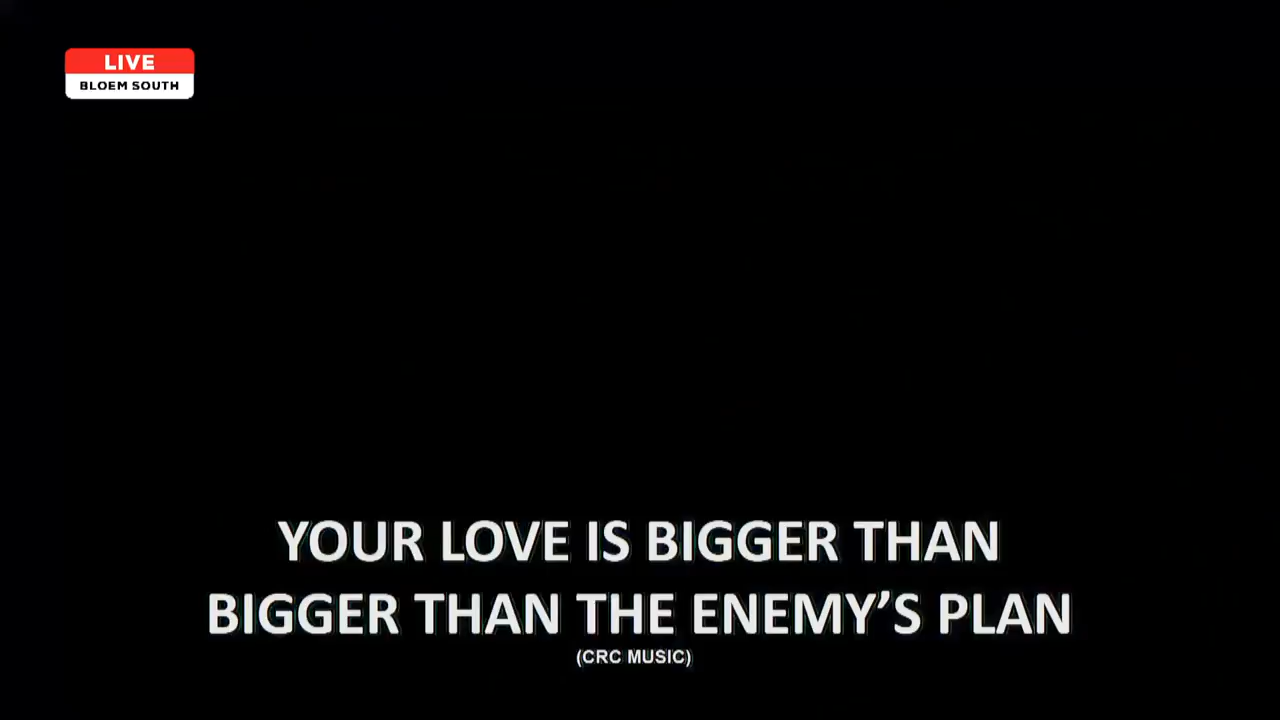 LIVE
BLOEM SOUTH
YOUR LOVE IS BIGGER THAN
BIGGER THAN THE ENEMY’S PLAN
(CRC MUSIC)